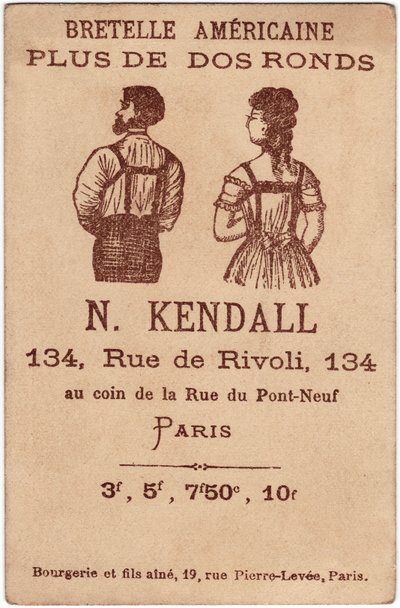 BRETELLE AMÉRICAINE
PLUS DE DOS RONDS
N. KENDALL
134, Rue de Rivoli, 134
au coin de la Rue du Pont-Neuf
PARIS
3f, 5f, 7f50c, 10f
Bourgerie et fils aîné, 19, rue Pierre-Levée, Paris.